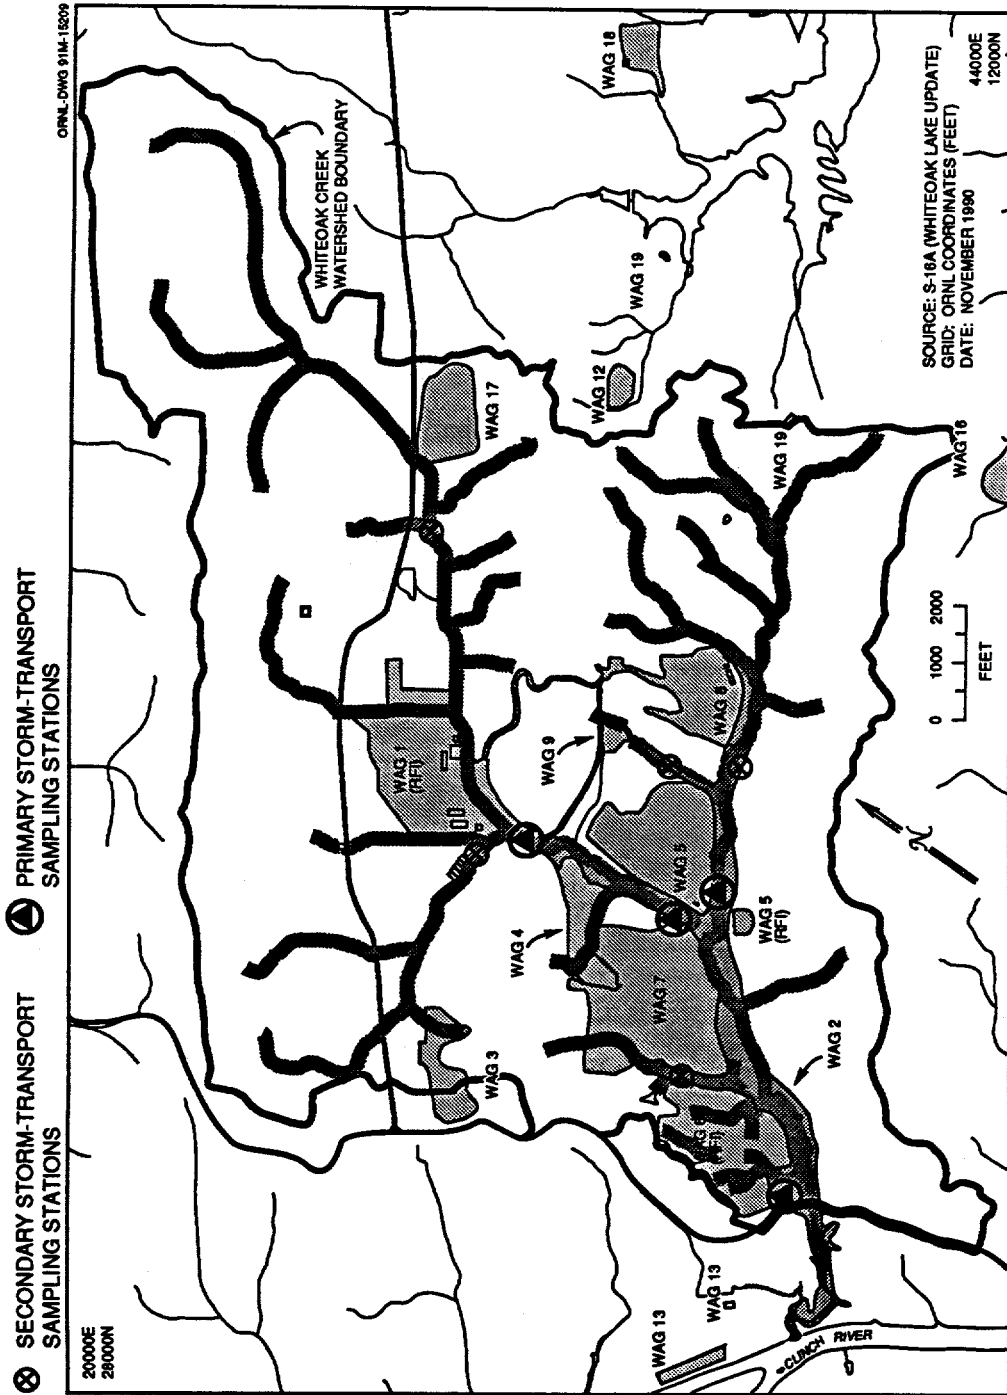 ORNL-DWG 91M-15209
⊗ SECONDARY STORM-TRANSPORT
SAMPLING STATIONS
PRIMARY STORM-TRANSPORT
SAMPLING STATIONS
20000E
28000N
WHITEOAK CREEK
WATERSHED BOUNDARY
WAG 1
(RFI)
WAG 17
WAG 3
WAG 4
WAG 9
WAG 12
WAG 19
WAG 18
WAG 13
WAG 13
WAG
(RFI)
WAG 7
WAG 5
WAG 8
WAG 5
(RFI)
WAG 19
WAG 2
WAG 16
CLINCH RIVER
N
0 1000 2000
FEET
SOURCE: S-16A (WHITEOAK LAKE UPDATE)
GRID: ORNL COORDINATES (FEET)
DATE: NOVEMBER 1990
44000E
12000N